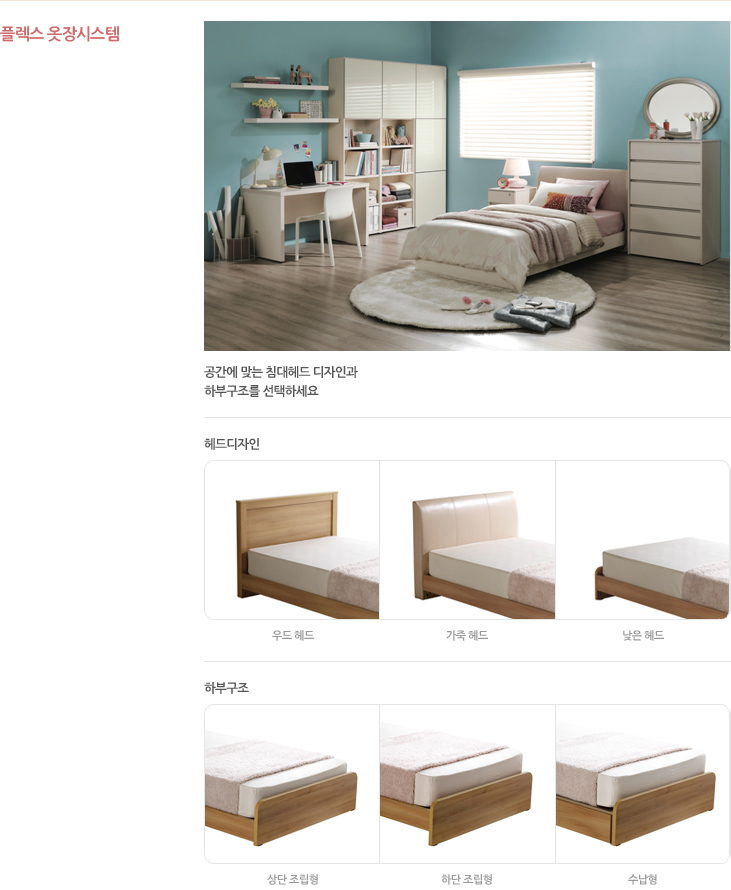 플렉스 옷장시스템
공간에 맞는 침대헤드 디자인과
하부구조를 선택하세요
헤드디자인
우드 헤드
가죽 헤드
낮은 헤드
하부구조
상단 조립형
하단 조립형
수납형